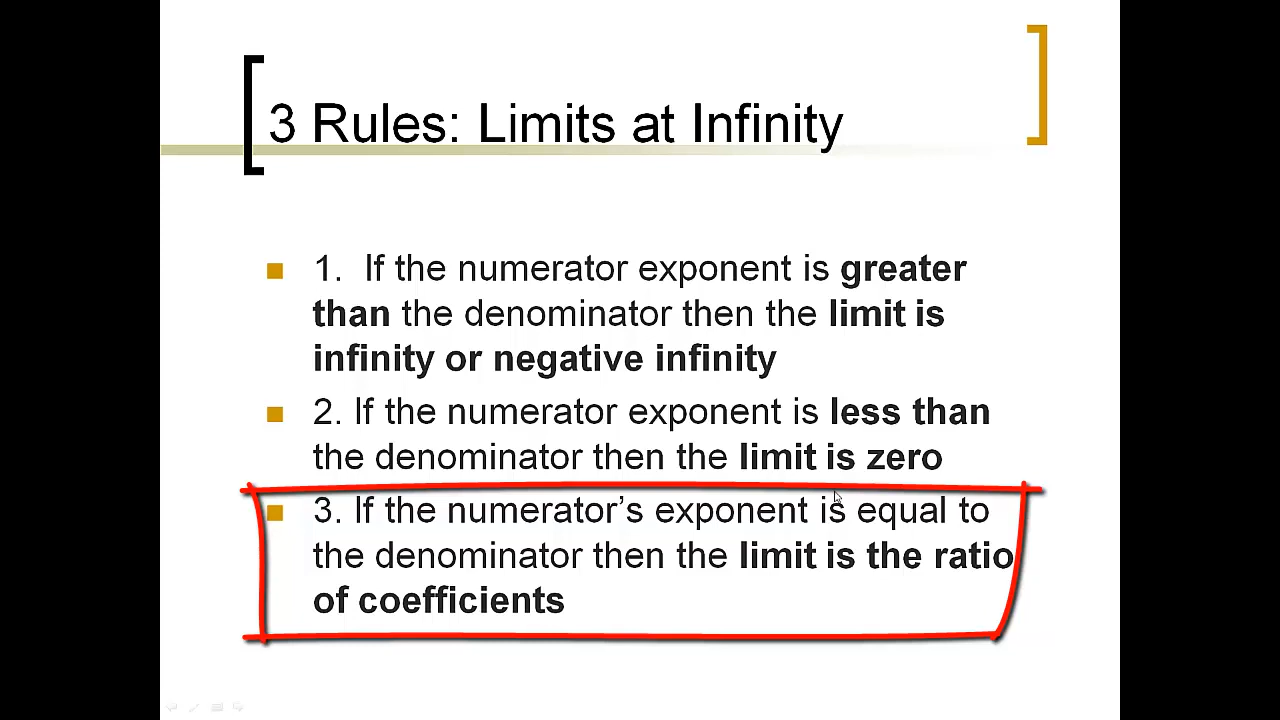 3 Rules: Limits at Infinity
1. If the numerator exponent is greater
than the denominator then the limit is
infinity or negative infinity
2. If the numerator exponent is less than
the denominator then the limit is zero
3. If the numerator’s exponent is equal to
the denominator then the limit is the ratio
of coefficients